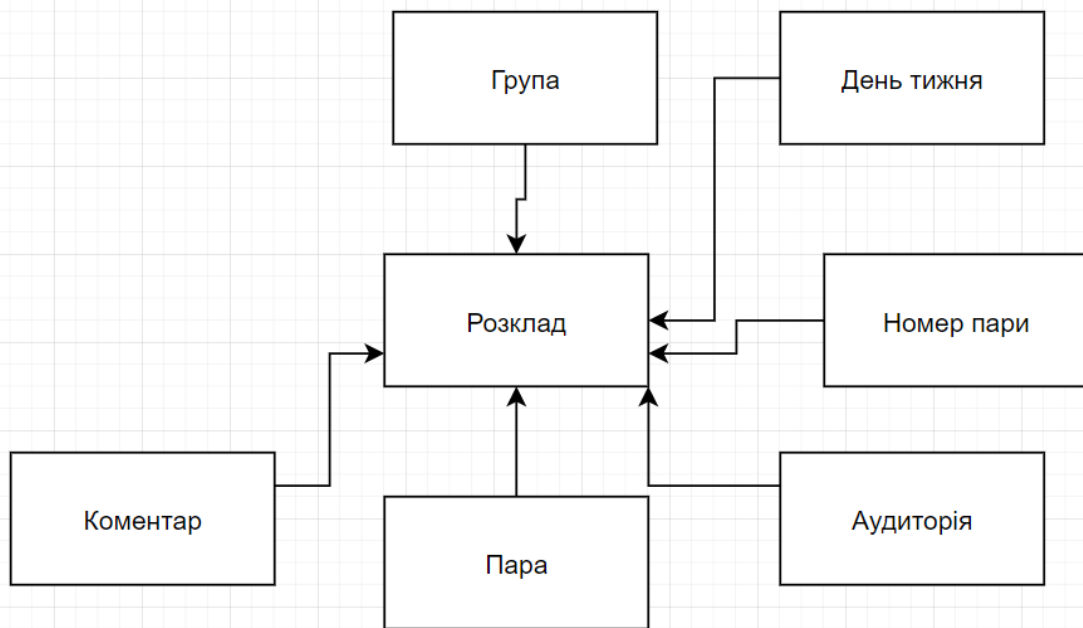 Група
День тижня
Розклад
Номер пари
Коментар
Пара
Аудиторія